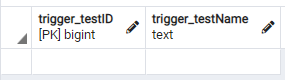 trigger_testID
[PK] bigint
trigger_testName
text